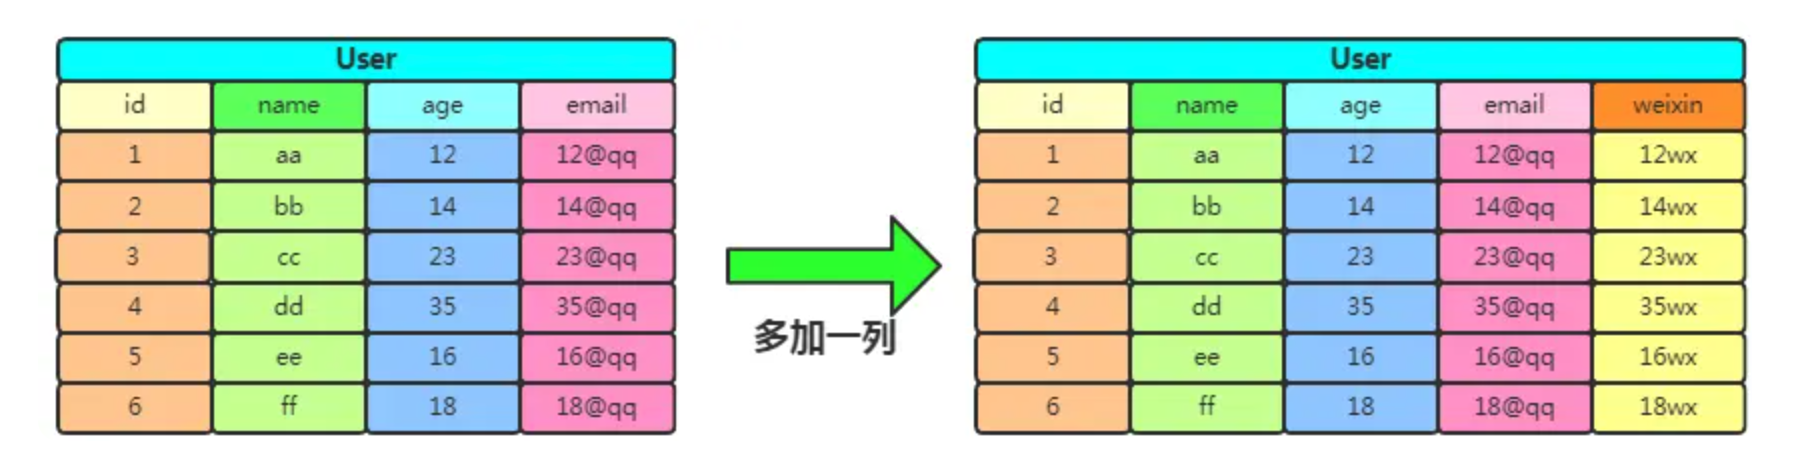 User
id name age email
1 aa 12 12@qq
2 bb 14 14@qq
3 cc 23 23@qq
4 dd 35 35@qq
5 ee 16 16@qq
6 ff 18 18@qq
多加一列
User
id name age email weixin
1 aa 12 12@qq 12wx
2 bb 14 14@qq 14wx
3 cc 23 23@qq 23wx
4 dd 35 35@qq 35wx
5 ee 16 16@qq 16wx
6 ff 18 18@qq 18wx